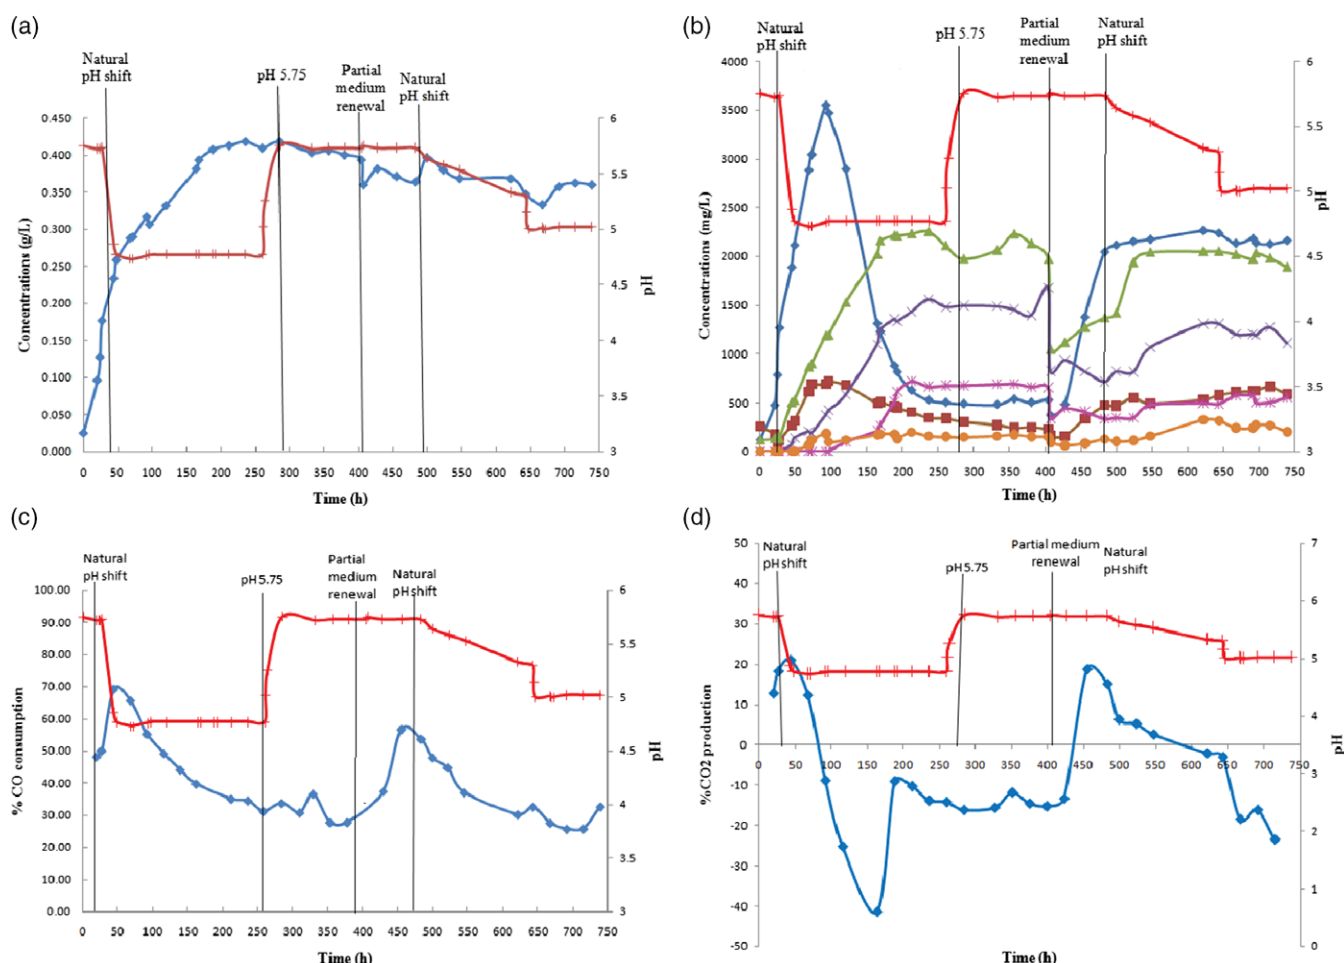 (a)
Natural
pH shift
pH 5.75
Partial
medium
renewal
Natural
pH shift
0.450
0.400
0.350
0.300
0.250
0.200
0.150
0.100
0.050
0.000
Concentrations (g/L)
6
5.5
5
4.5
4
3.5
3
pH
0 50 100 150 200 250 300 350 400 450 500 550 600 650 700 750
Time (h)
(b)
Natural
pH shift
pH 5.75
Partial
medium
renewal
Natural
pH shift
4000
3500
3000
2500
2000
1500
1000
500
0
Concentrations (mg/L)
6
5.5
5
4.5
4
3.5
3
pH
0 50 100 150 200 250 300 350 400 450 500 550 600 650 700 750
Time (h)
(c)
Natural
pH shift
pH 5.75
Partial
medium
renewal
Natural
pH shift
100.00
90.00
80.00
70.00
60.00
50.00
40.00
30.00
20.00
10.00
0.00
% CO consumption
6
5.5
5
4.5
4
3.5
3
pH
0 50 100 150 200 250 300 350 400 450 500 550 600 650 700 750
Time (h)
(d)
Natural
pH shift
pH 5.75
Partial medium
renewal
Natural
pH shift
50
40
30
20
10
0
-10
-20
-30
-40
-50
%CO2 production
7
6
5
4
3
2
1
0
pH
0 50 100 150 200 250 300 350 400 450 500 550 600 650 700 750
Time (h)